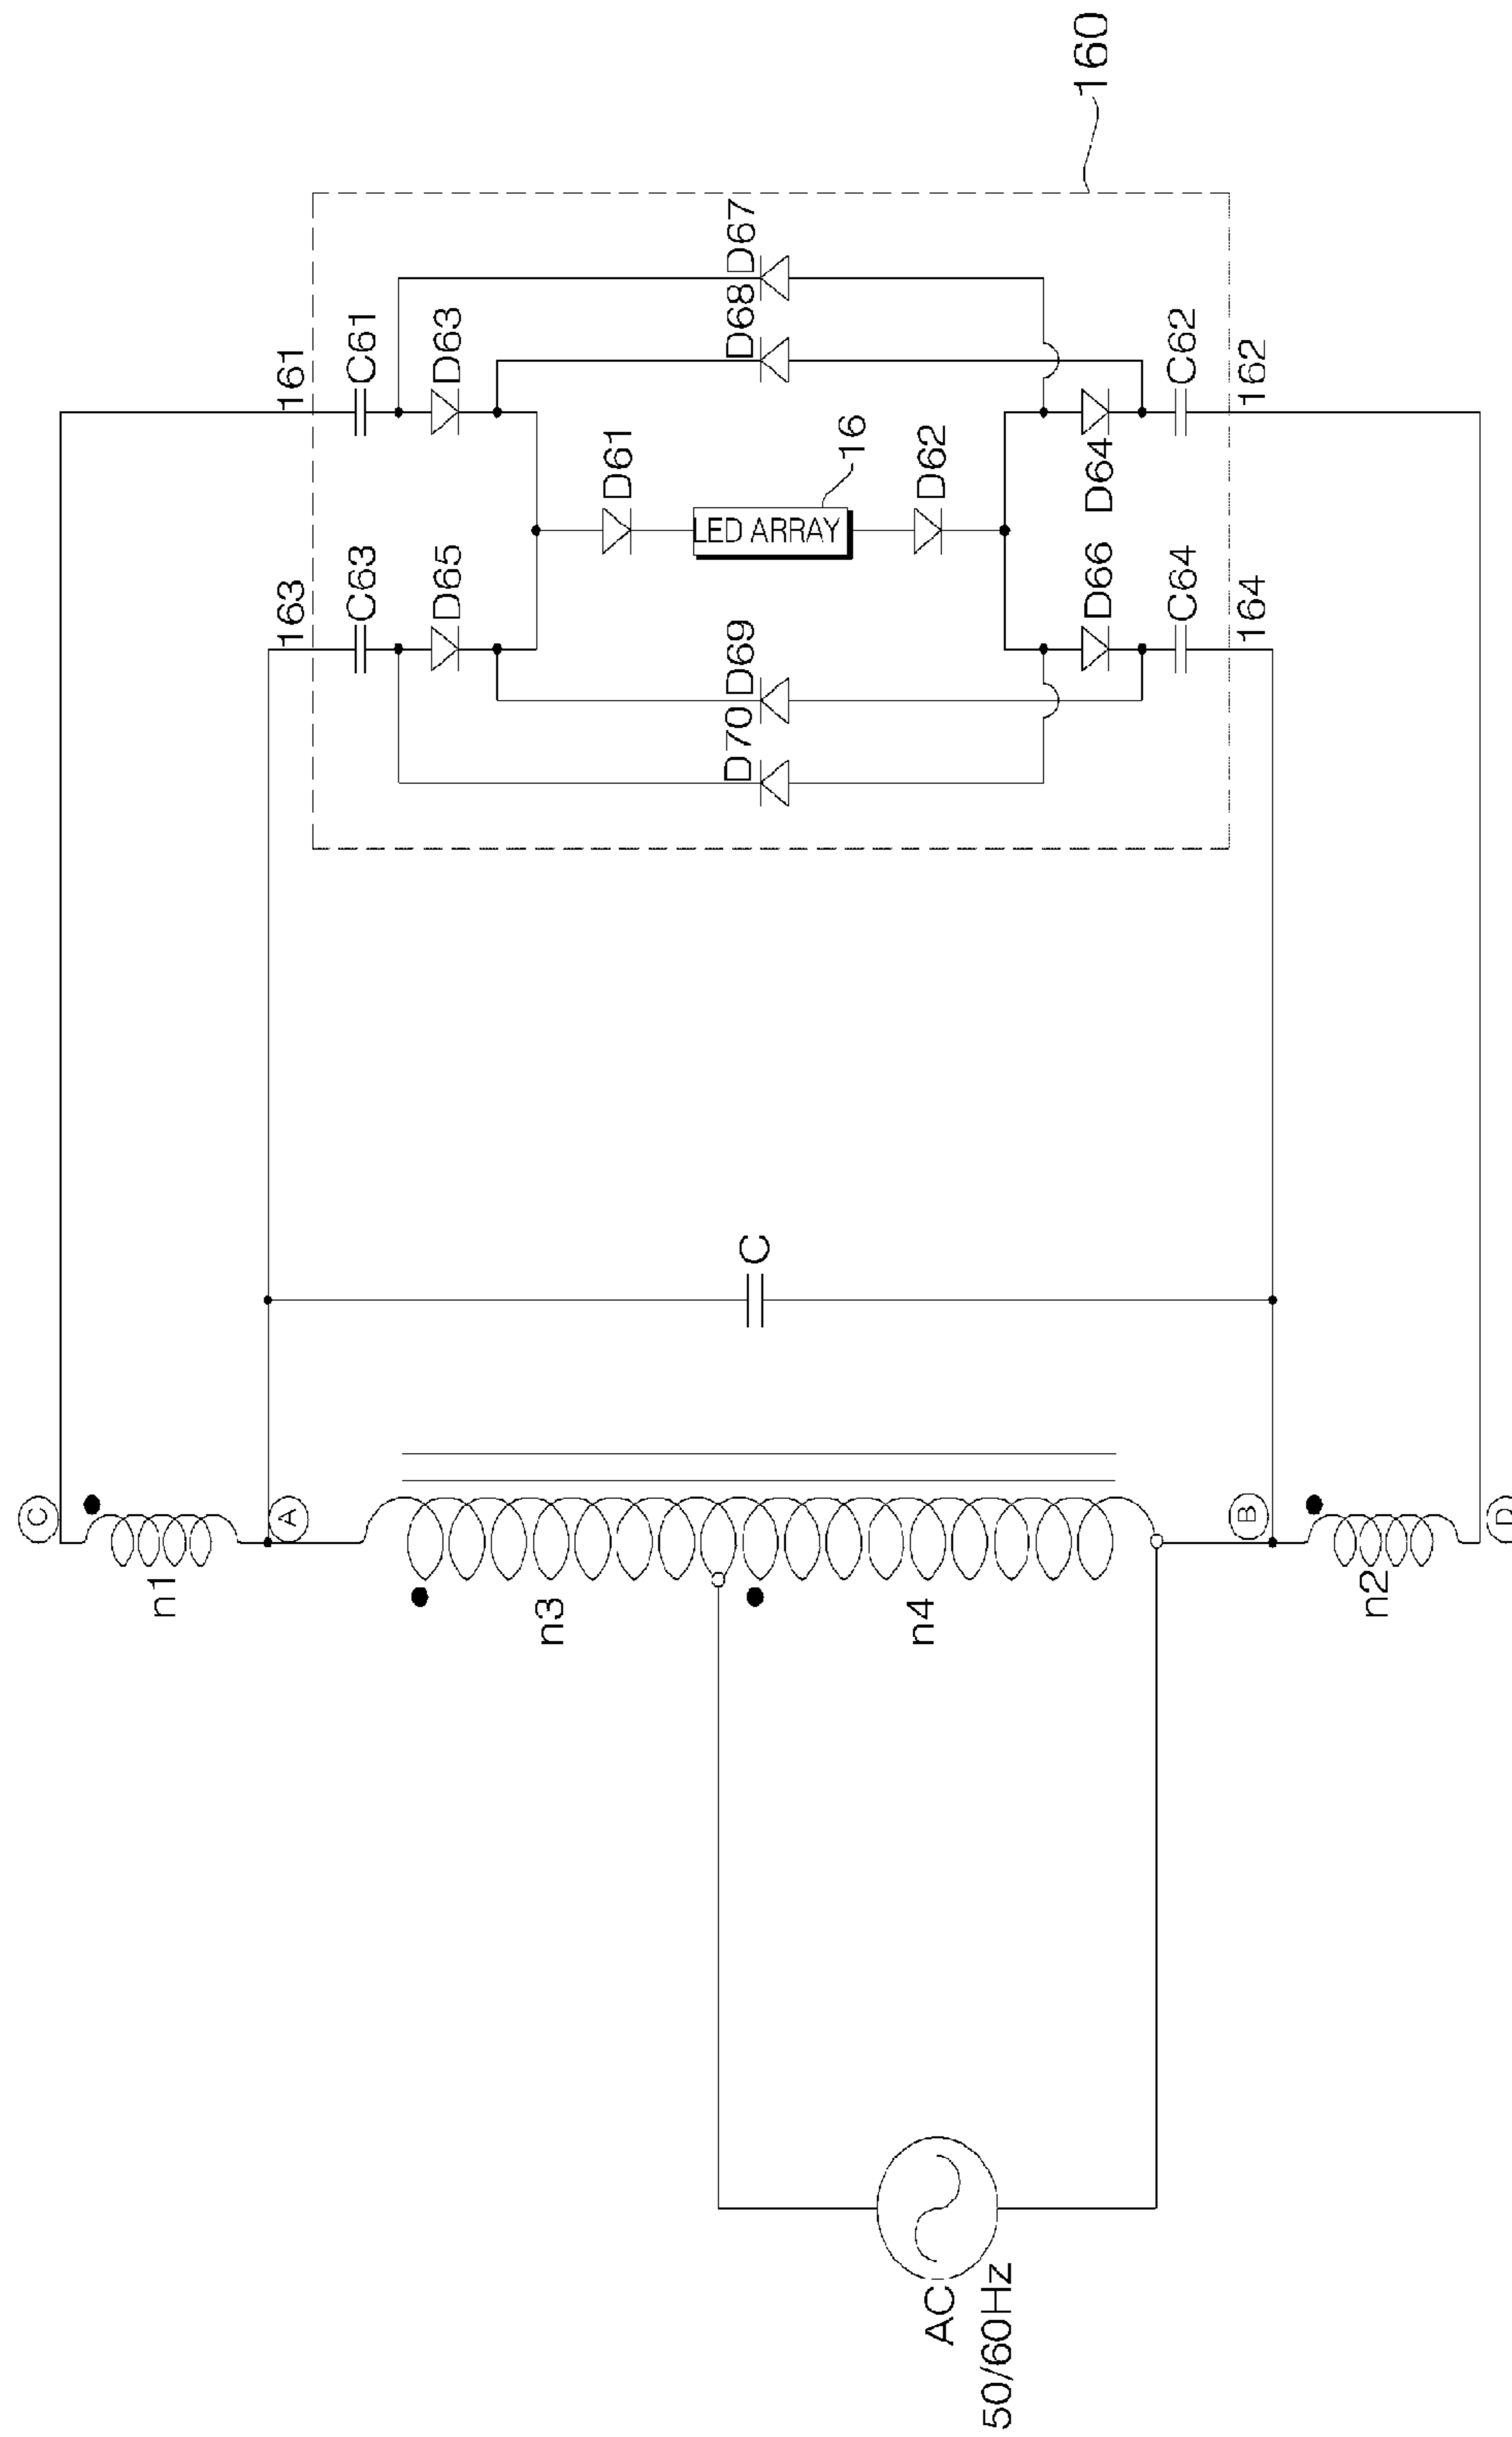 C
n1
A
n3
n4
B
n2
D
AC
50/60Hz
C
160
161
C61
D63
163
C63
D65
D61
LED ARRAY
16
D62
D67
D68
D69
D70
D64
D66
C62
162
C64
164